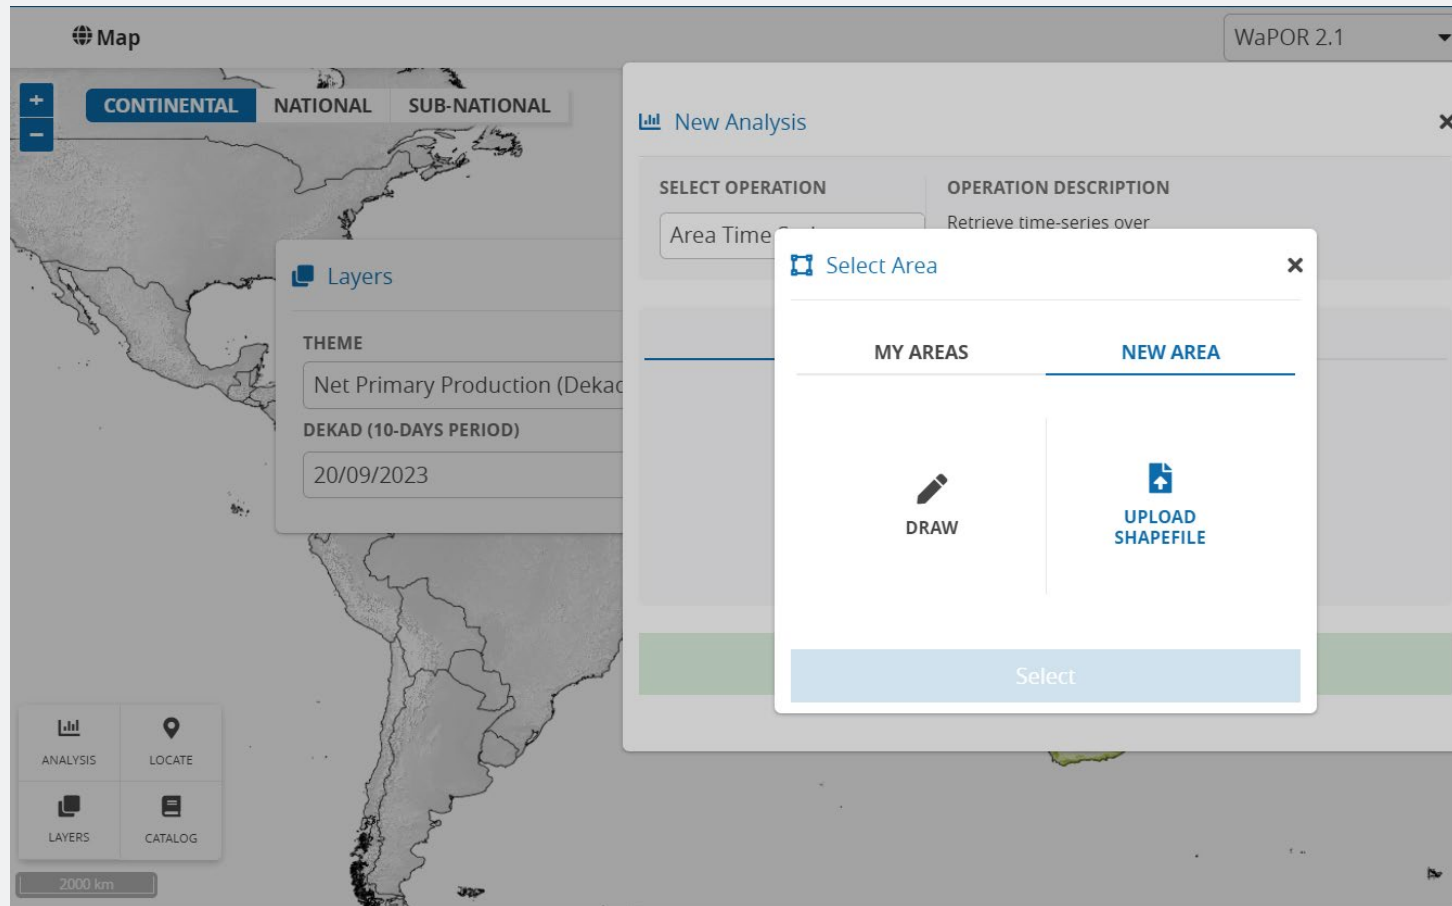 Map
WaPOR 2.1
+
−
CONTINENTAL NATIONAL SUB-NATIONAL
New Analysis
SELECT OPERATION
OPERATION DESCRIPTION
Area Time
Retrieve time-series over
Select Area
MY AREAS
NEW AREA
DRAW
UPLOAD
SHAPEFILE
Select
Layers
THEME
Net Primary Production (Dekad
DEKAD (10-DAYS PERIOD)
20/09/2023
ANALYSIS
LOCATE
LAYERS
CATALOG
2000 km